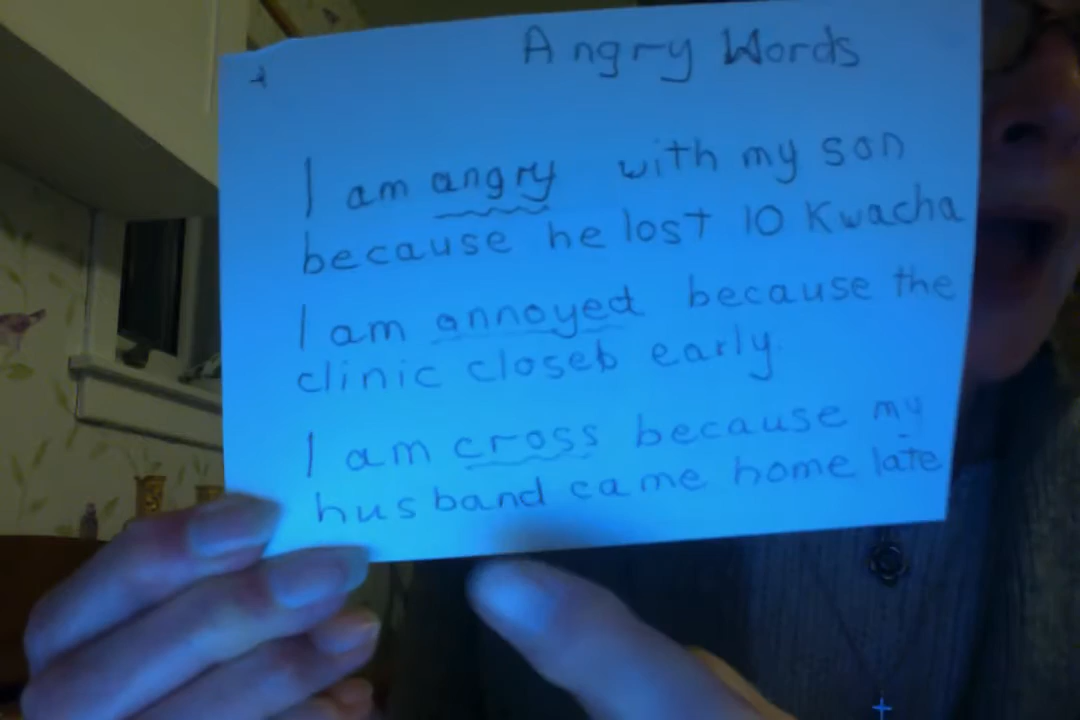 Angry Words
I am angry with my son
because he lost 10 Kwacha
I am annoyed because the
clinic closeb early.
I am cross because my
husband came home late